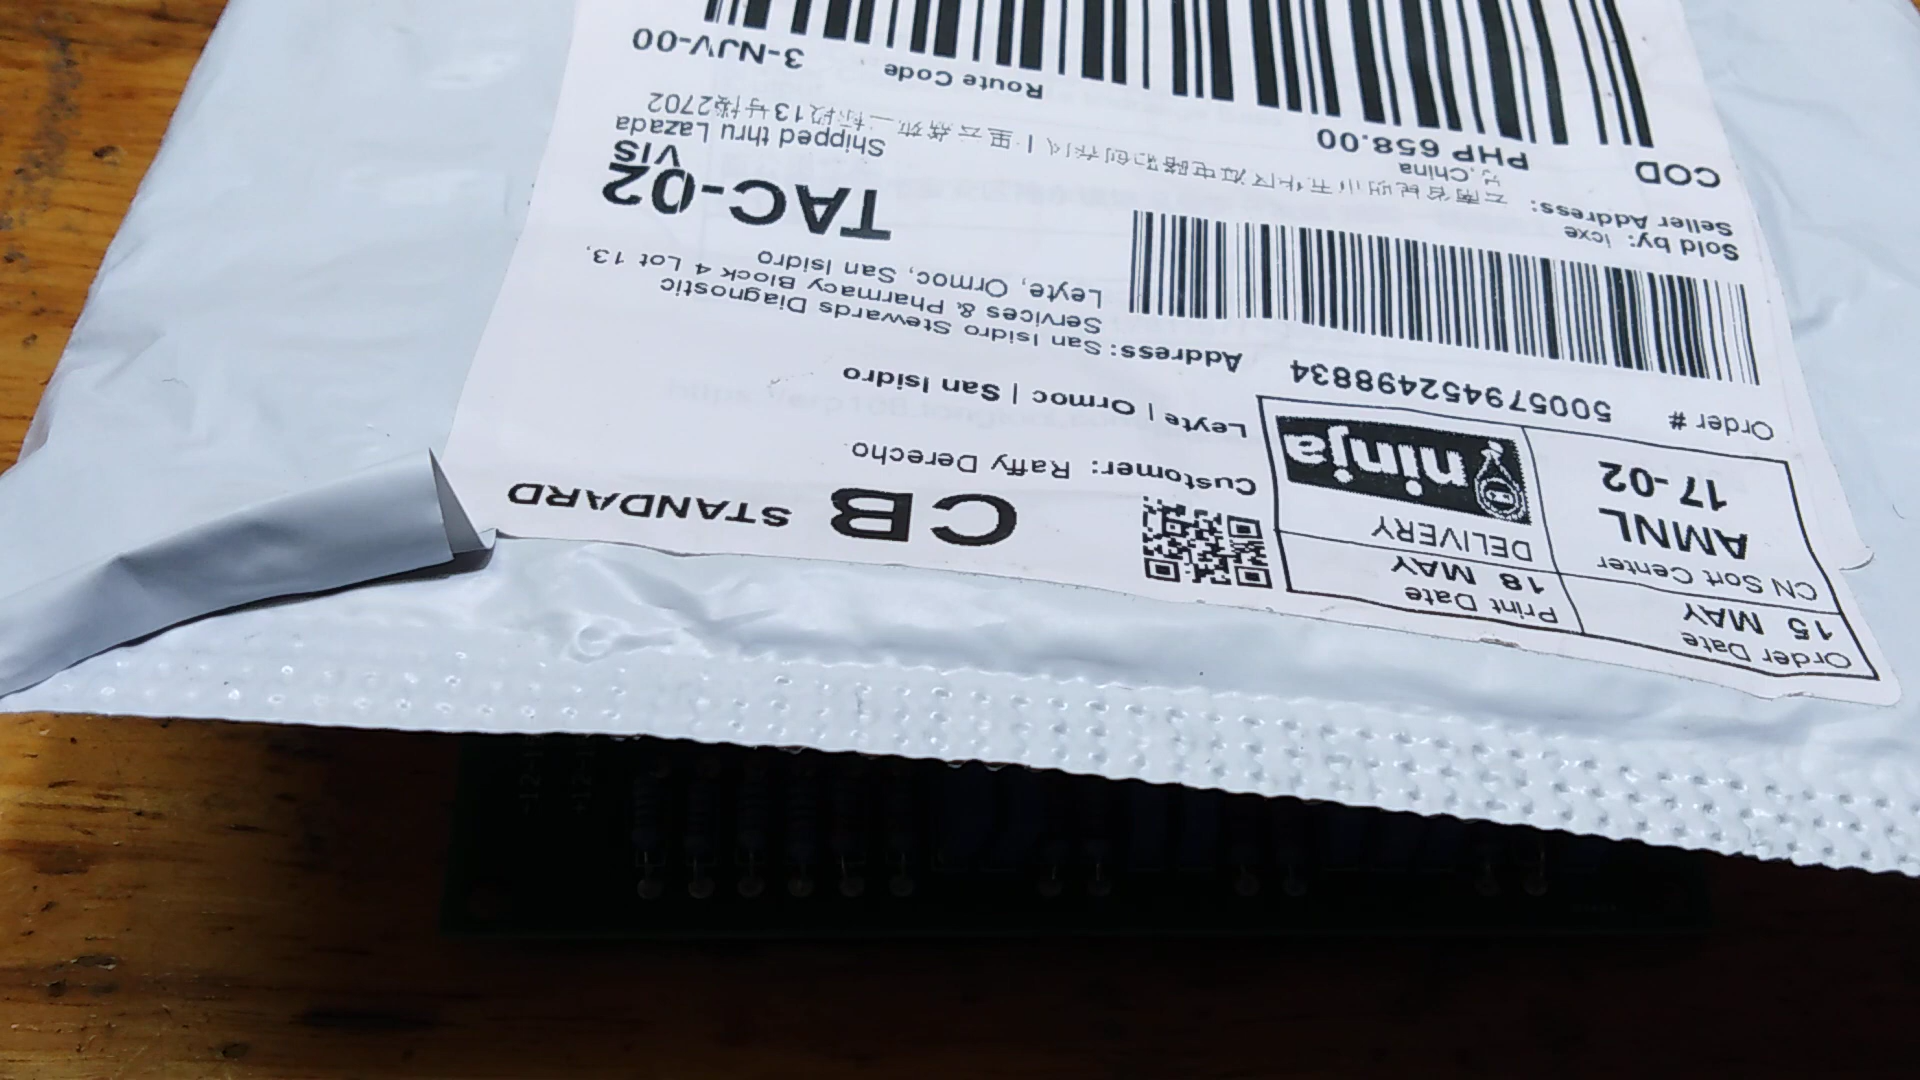 Order Date
15 MAY
Print Date
18 MAY
CN Sort Center
AMNL
17-02
DELIVERY
ninja
CB STANDARD
Customer: Raffy Derecho
Leyte | Ormoc | San Isidro
Order # 500579452498834
Address: San Isidro Stewards Diagnostic
Services & Pharmacy Block 4 Lot 13,
Leyte, Ormoc, San Isidro
TAC-02
VIS
Sold by: icxe
Seller Address:
China
Shipped thru Lazada
COD
PHP 658.00
Route Code
3-NJV-00